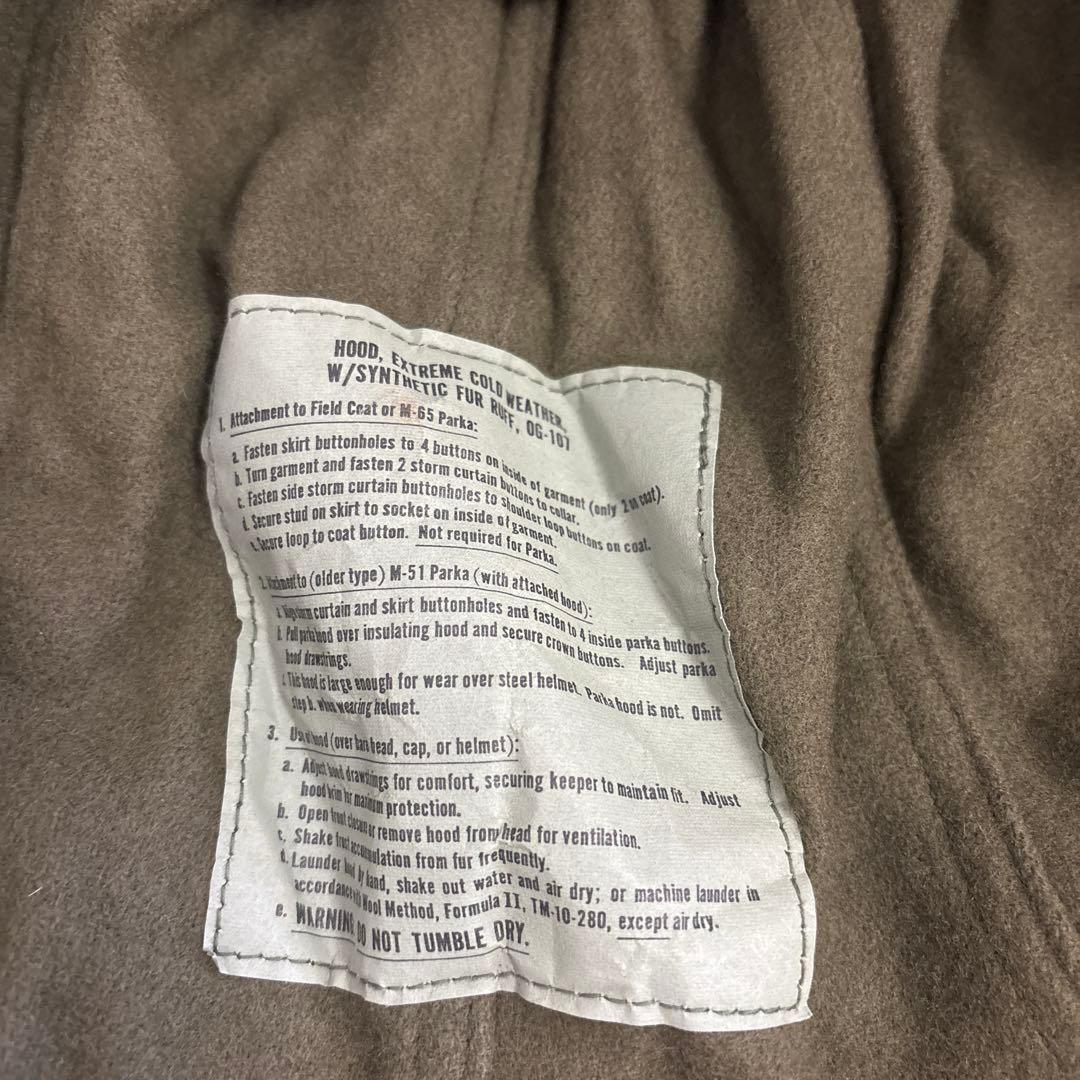 HOOD, EXTREME COLD WEATHER,
W/SYNTHETIC FUR RUFF, OG-107
1. Attachment to Field Coat or M-65 Parka:
a. Fasten skirt buttonholes to 4 buttons on inside of garment (only 2 on coat).
b. Turn garment and fasten 2 storm curtain buttons to collar.
c. Fasten side storm curtain buttonholes to shoulder loop buttons on coat.
d. Secure stud on skirt to socket on inside of garment.
e. Secure loop to coat button. Not required for Parka.
2. Attachment to (older type) M-51 Parka (with attached hood):
a. storm curtain and skirt buttonholes and fasten to 4 inside parka buttons.
b. Pull parka hood over insulating hood and secure crown buttons. Adjust parka
hood drawstrings.
c. This hood is large enough for wear over steel helmet. Parka hood is not. Omit
step b. when wearing helmet.
3. Use of hood (over bare head, cap, or helmet):
a. Adjust hood drawstrings for comfort, securing keeper to maintain fit. Adjust
hood brim for maximum protection.
b. Open front closure or remove hood from head for ventilation.
c. Shake frost accumulation from fur frequently.
d. Launder hood by hand, shake out water and air dry; or machine launder in
accordance with Wool Method, Formula II, TM-10-280, except air dry.
e. WARNING DO NOT TUMBLE DRY.